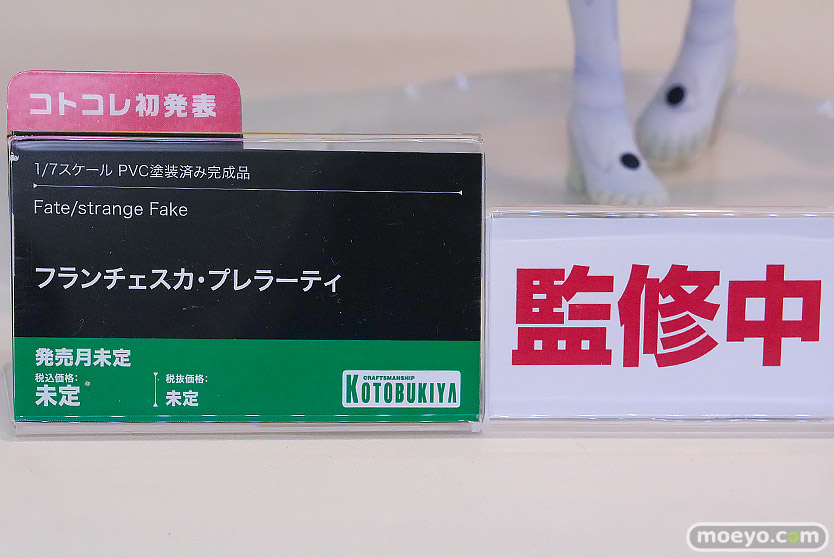 コトコレ初発表
1/7スケール PVC塗装済み完成品
Fate/strange Fake
フランチェスカ・プレラーティ
発売月未定
税込価格:
未定
税抜価格:
未定
CRAFTSMANSHIP
KOTOBUKIYA
監修中
moeyo.com